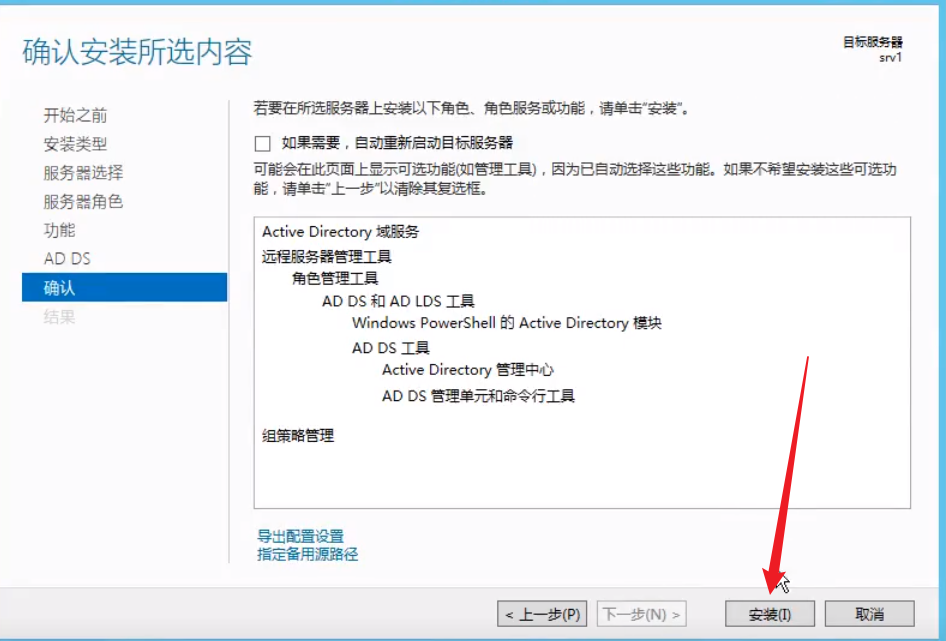 确认安装所选内容
目标服务器
srv1
开始之前
安装类型
服务器选择
服务器角色
功能
AD DS
确认
结果
若要在所选服务器上安装以下角色、角色服务或功能，请单击"安装"。
如果需要，自动重新启动目标服务器
可能会在此页面上显示可选功能(如管理工具)，因为已自动选择这些功能。如果不希望安装这些可选功
能，请单击"上一步"以清除其复选框。
Active Directory 域服务
远程服务器管理工具
角色管理工具
AD DS 和 AD LDS 工具
Windows PowerShell 的 Active Directory 模块
AD DS 工具
Active Directory 管理中心
AD DS 管理单元和命令行工具
组策略管理
导出配置设置
指定备用源路径
< 上一步(P)
下一步(N) >
安装(I)
取消